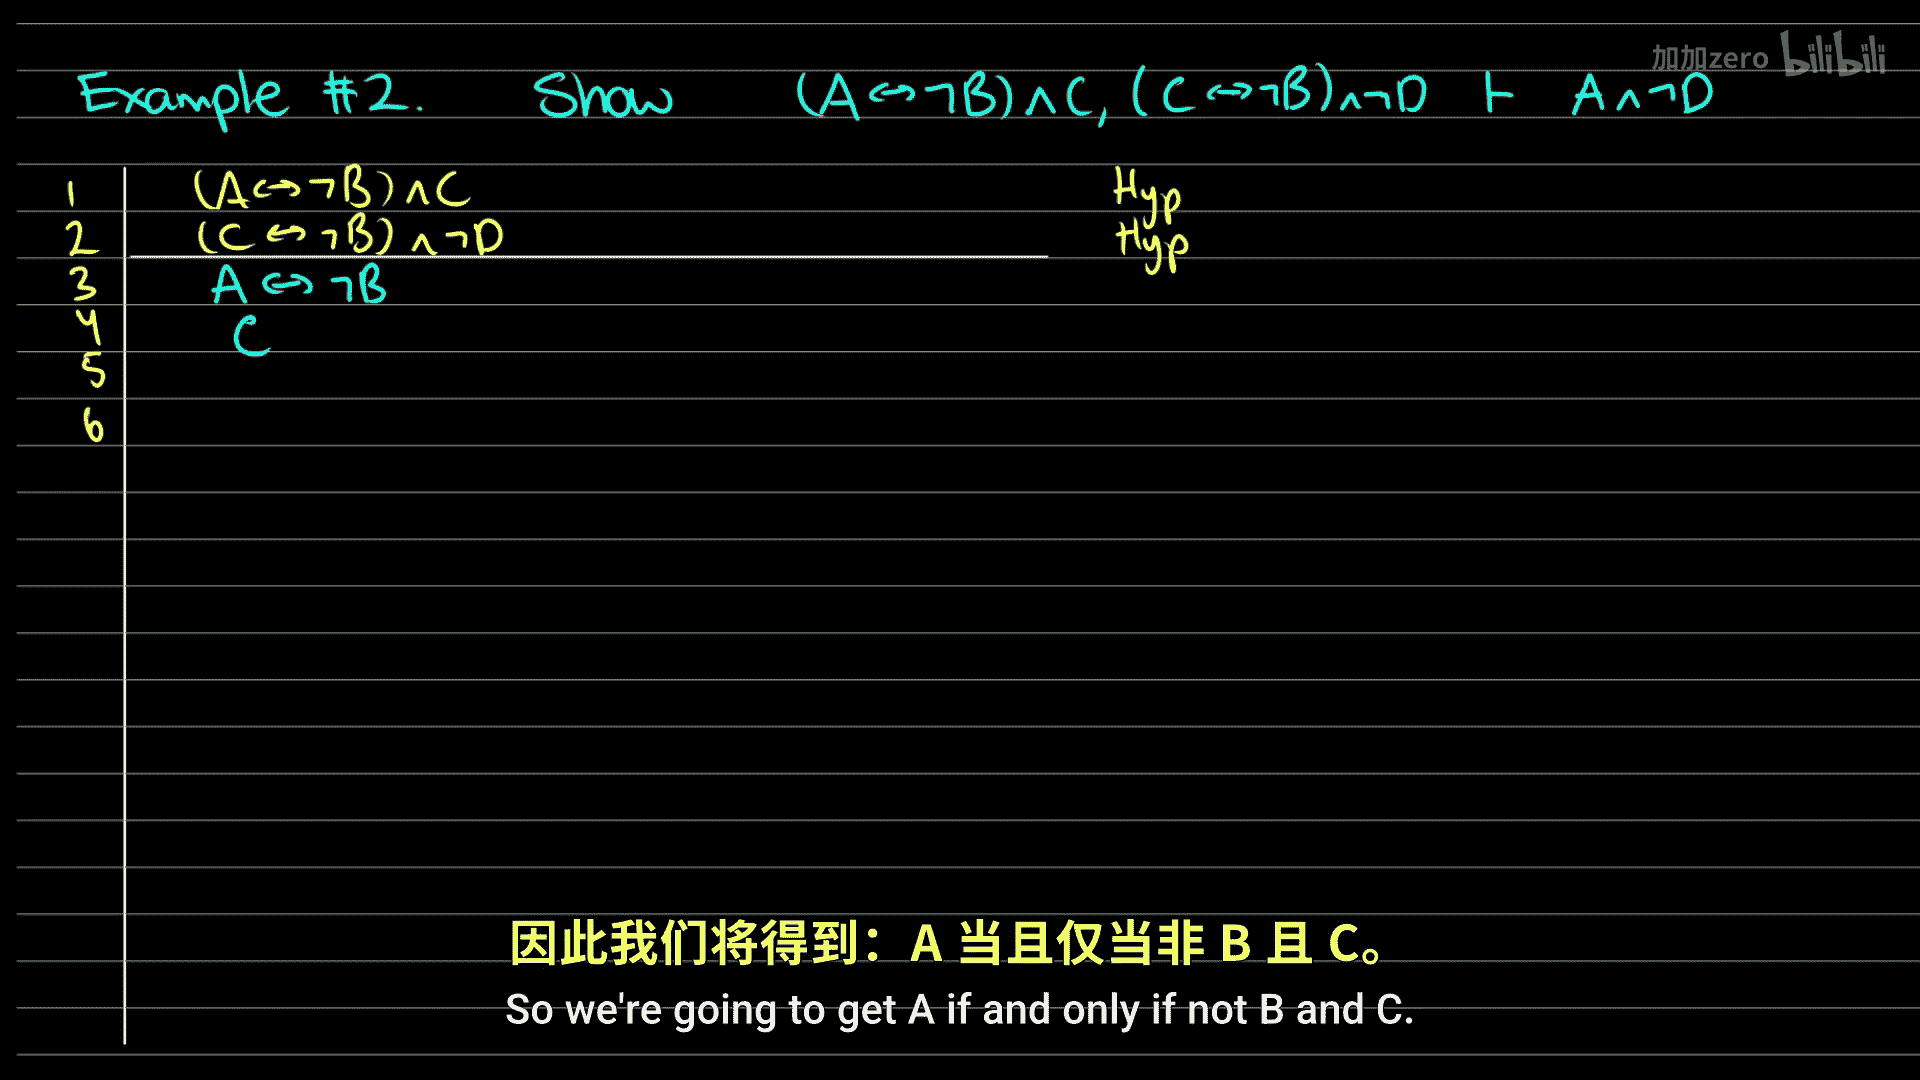 加加zero bilibili
Example #2. Show (A↔¬B)∧C, (C↔¬B)∧¬D ⊢ A∧¬D
1 (A↔¬B)∧C Hyp
2 (C↔¬B)∧¬D Hyp
3 A↔¬B
4 C
5
6
因此我们将得到：A 当且仅当非 B 且 C。
So we're going to get A if and only if not B and C.